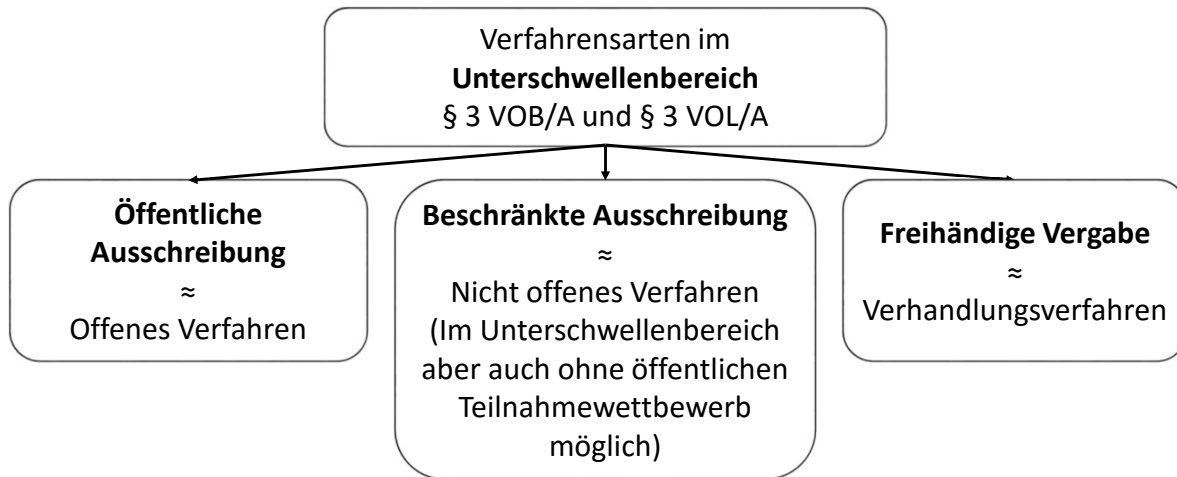 Verfahrensarten im
Unterschwellenbereich
§ 3 VOB/A und § 3 VOL/A
Öffentliche
Ausschreibung
≈
Offenes Verfahren
Beschränkte Ausschreibung
≈
Nicht offenes Verfahren
(Im Unterschwellenbereich
aber auch ohne öffentlichen
Teilnahmewettbewerb
möglich)
Freihändige Vergabe
≈
Verhandlungsverfahren